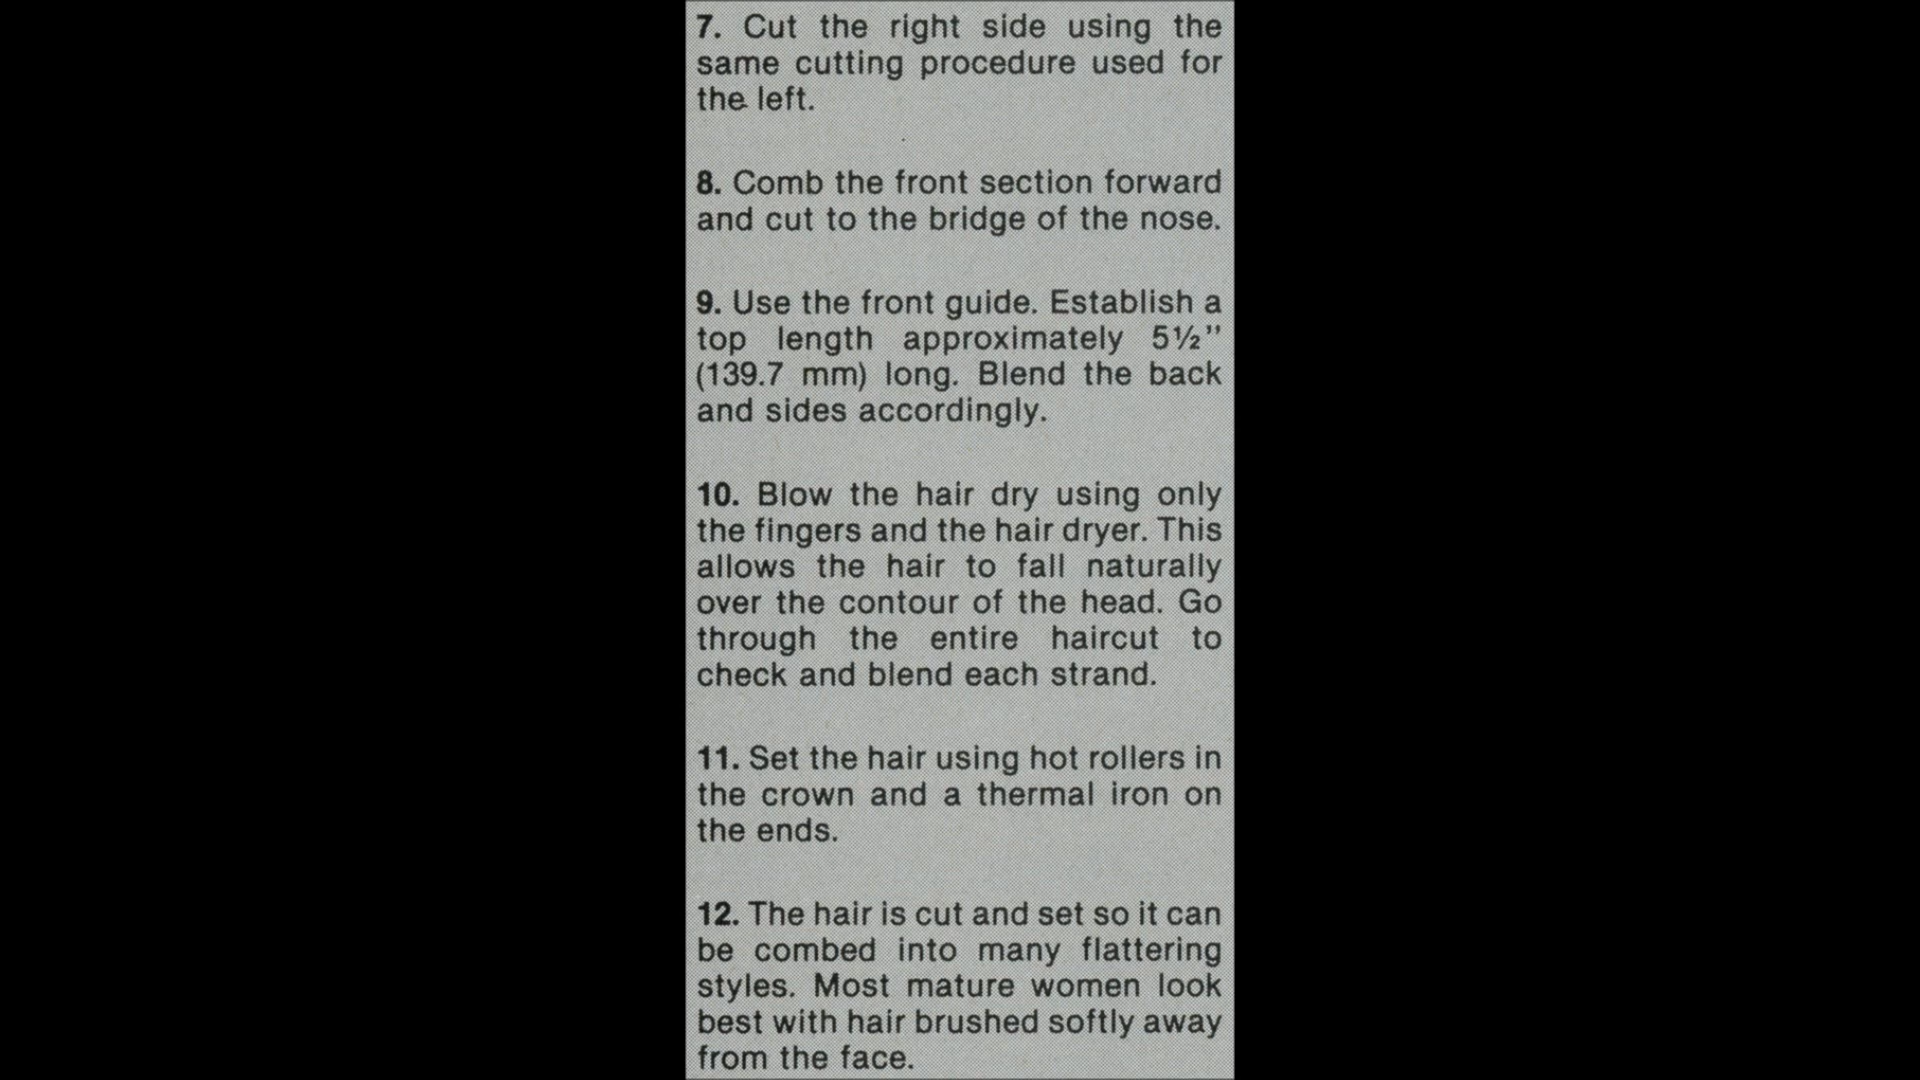 7. Cut the right side using the
same cutting procedure used for
the left.
8. Comb the front section forward
and cut to the bridge of the nose.
9. Use the front guide. Establish a
top length approximately 5½"
(139.7 mm) long. Blend the back
and sides accordingly.
10. Blow the hair dry using only
the fingers and the hair dryer. This
allows the hair to fall naturally
over the contour of the head. Go
through the entire haircut to
check and blend each strand.
11. Set the hair using hot rollers in
the crown and a thermal iron on
the ends.
12. The hair is cut and set so it can
be combed into many flattering
styles. Most mature women look
best with hair brushed softly away
from the face.